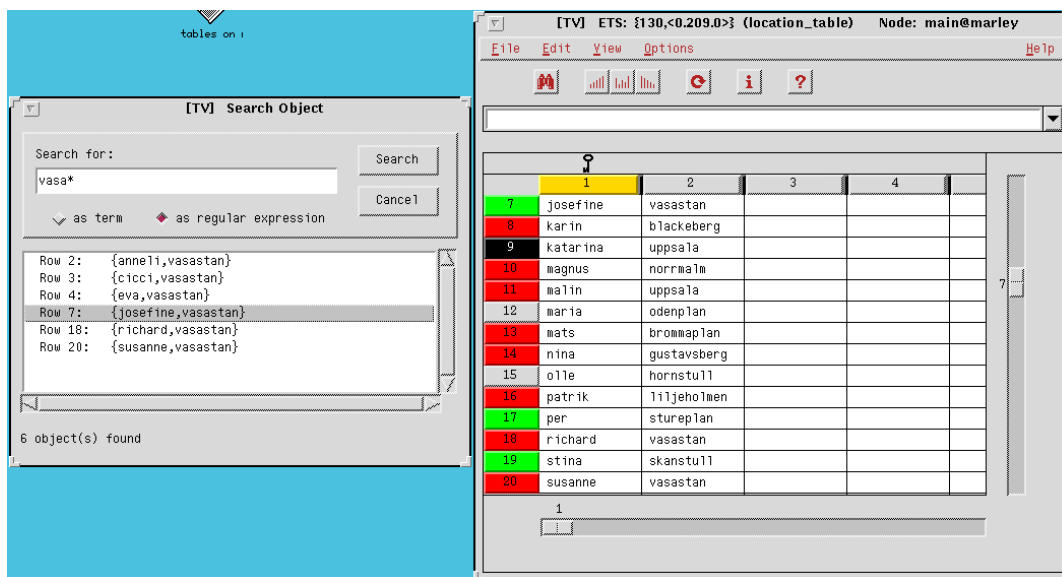 tables on
[TV] Search Object
Search for:
vasa*
Search
Cancel
as term as regular expression
Row 2: {anneli,vasastan}
Row 3: {cicci,vasastan}
Row 4: {eva,vasastan}
Row 7: {josefine,vasastan}
Row 18: {richard,vasastan}
Row 20: {susanne,vasastan}
6 object(s) found
[TV] ETS: {130,<0.209.0>} (location_table) Node: main@marley
File Edit View Options Help
1 2 3 4
7 josefine vasastan
8 karin blackeberg
9 katarina uppsala
10 magnus norrmalm
11 malin uppsala
12 maria odenplan
13 mats brommaplan
14 nina gustavsberg
15 olle hornstull
16 patrik liljeholmen
17 per stureplan
18 richard vasastan
19 stina skanstull
20 susanne vasastan
7
1